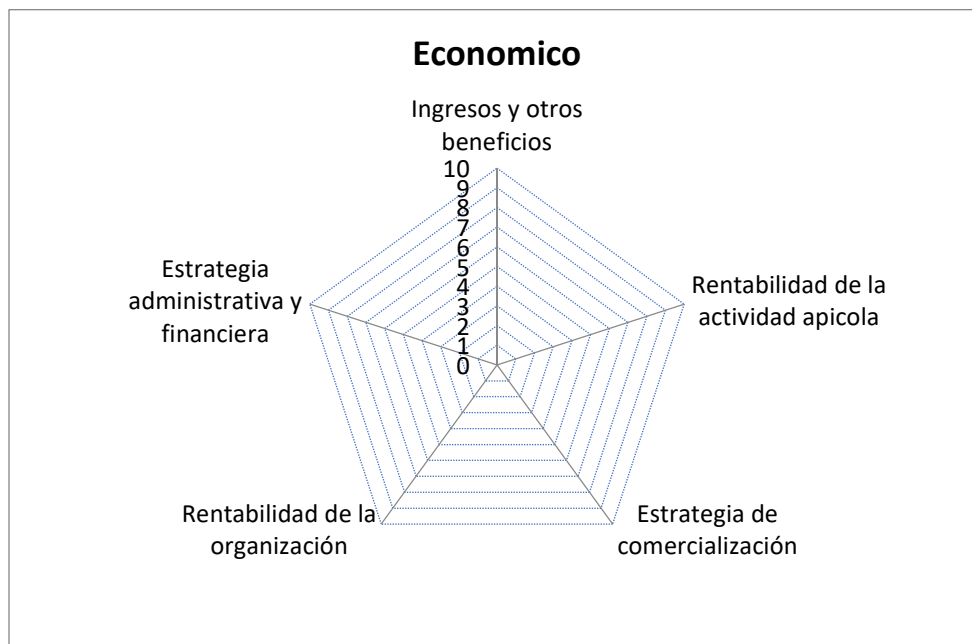 Economico
Ingresos y otros
beneficios
10
9
8
7
6
5
4
3
2
1
0
Rentabilidad de la
actividad apicola
Estrategia de
comercialización
Rentabilidad de la
organización
Estrategia
administrativa y
financiera